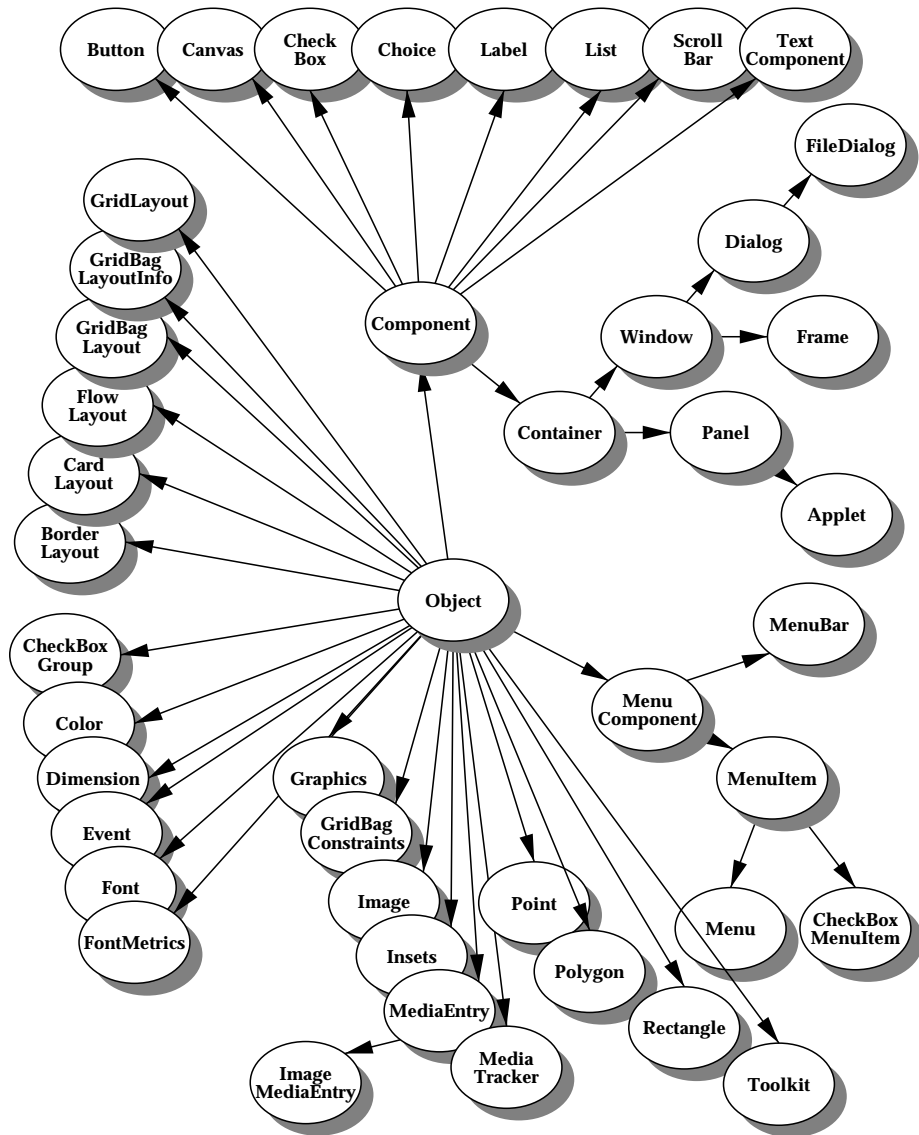 Button
Canvas
Check
Box
Choice
Label
List
Scroll
Bar
Text
Component
FileDialog
GridLayout
Dialog
GridBag
LayoutInfo
Component
Window
Frame
GridBag
Layout
Flow
Layout
Container
Panel
Card
Layout
Applet
Border
Layout
Object
MenuBar
CheckBox
Group
Menu
Component
Color
Dimension
Graphics
MenuItem
Event
GridBag
Constraints
Font
Image
Point
Menu
CheckBox
MenuItem
FontMetrics
Insets
Polygon
MediaEntry
Rectangle
Image
MediaEntry
Media
Tracker
Toolkit